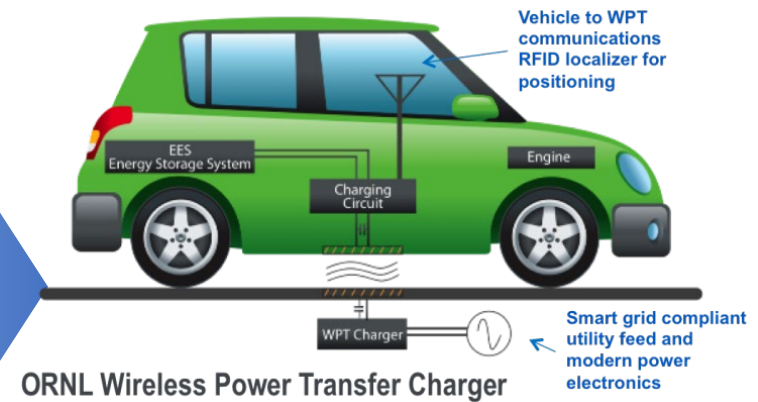 Vehicle to WPT
communications
RFID localizer for
positioning
EES
Energy Storage System
Engine
Charging
Circuit
WPT Charger
Smart grid compliant
utility feed and
modern power
electronics
ORNL Wireless Power Transfer Charger